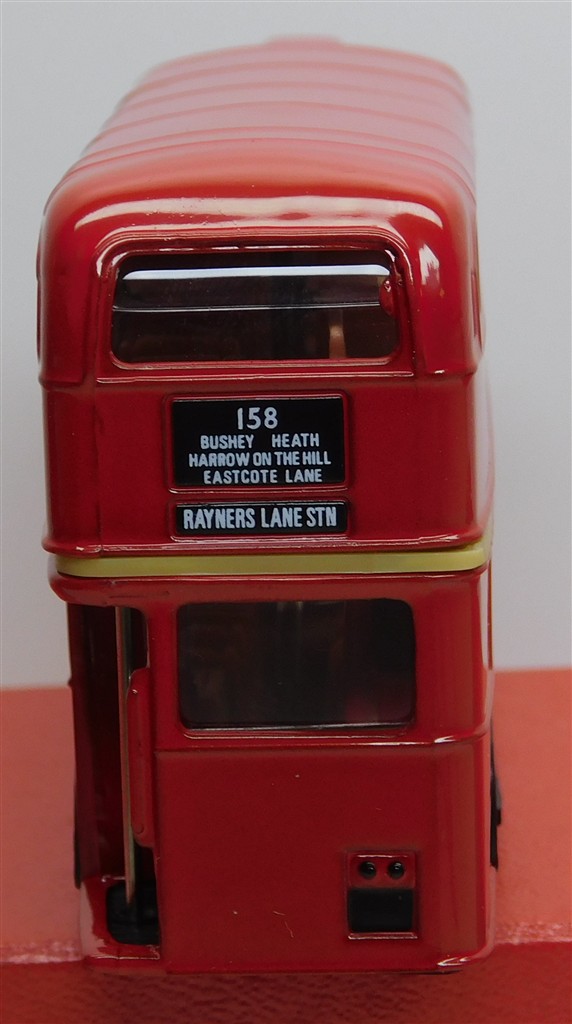 158
BUSHEY HEATH
HARROW ON THE HILL
EASTCOTE LANE
RAYNERS LANE STN